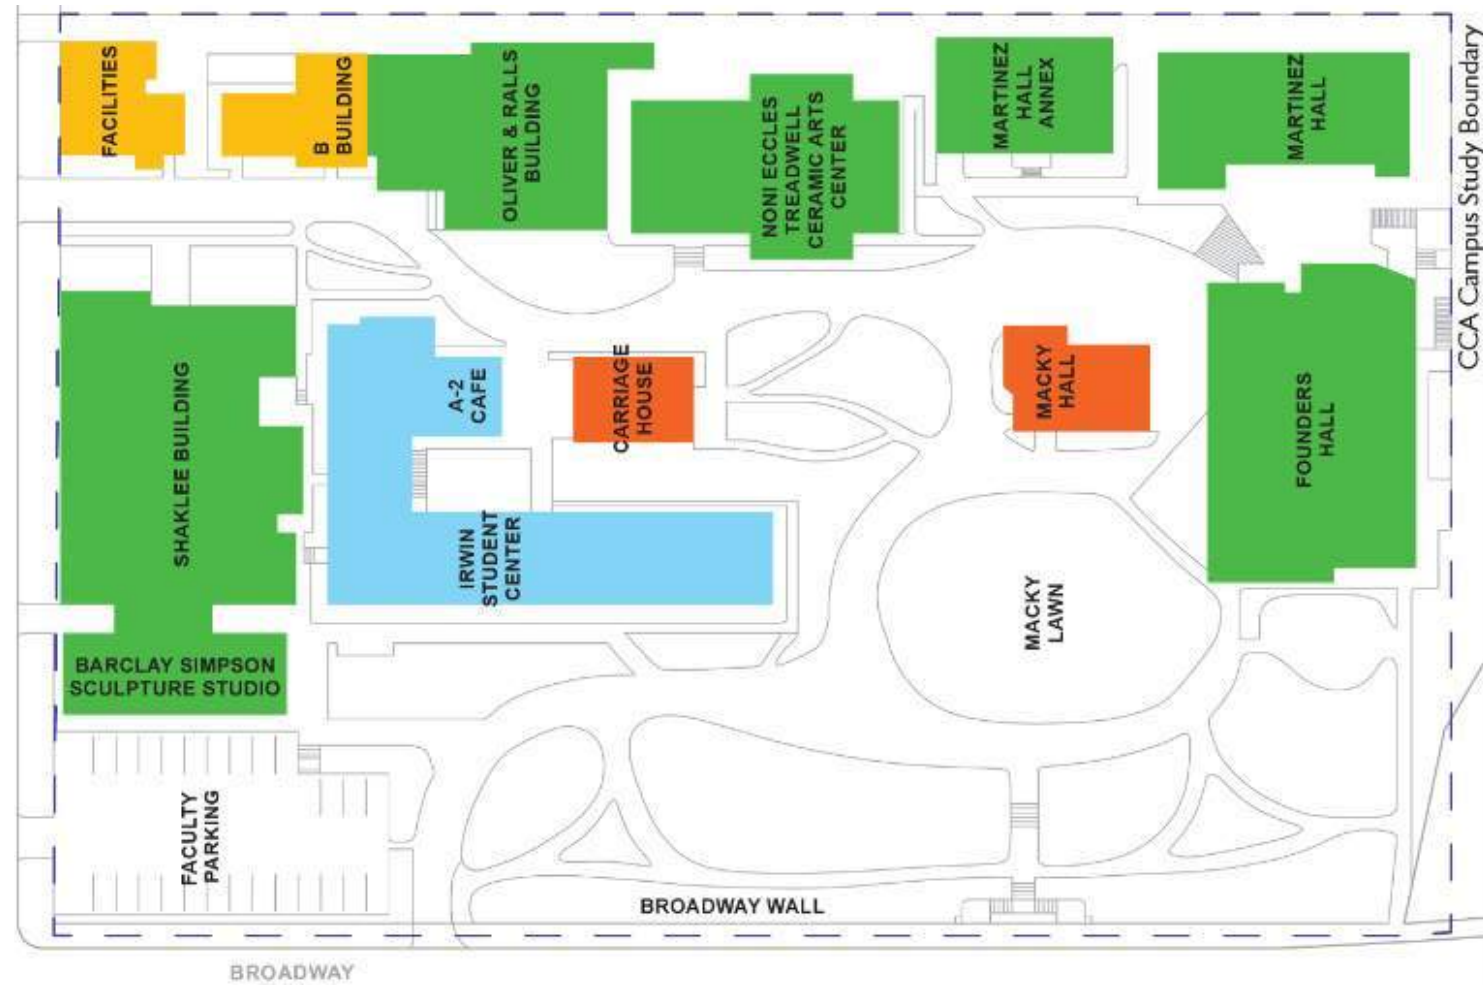 FACILITIES
B
BUILDING
OLIVER & RALLS
BUILDING
NONI ECCLES
TREADWELL
CERAMIC ARTS
CENTER
MARTINEZ
HALL
ANNEX
MARTINEZ
HALL
CCA Campus Study Boundary
SHAKLEE BUILDING
A-2
CAFE
CARRIAGE
HOUSE
MACKY
HALL
FOUNDERS
HALL
IRWIN
STUDENT
CENTER
MACKY
LAWN
BARCLAY SIMPSON
SCULPTURE STUDIO
FACULTY
PARKING
BROADWAY WALL
BROADWAY